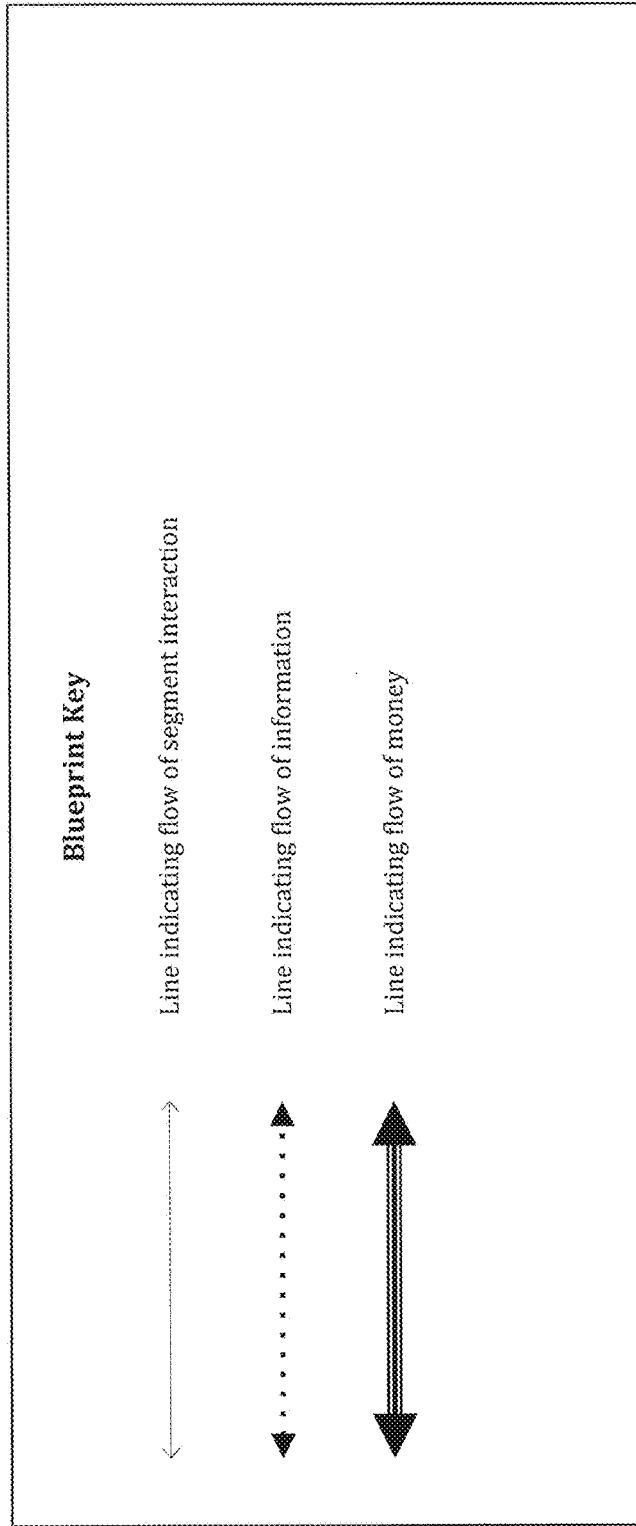 Blueprint Key
Line indicating flow of segment interaction
Line indicating flow of information
Line indicating flow of money